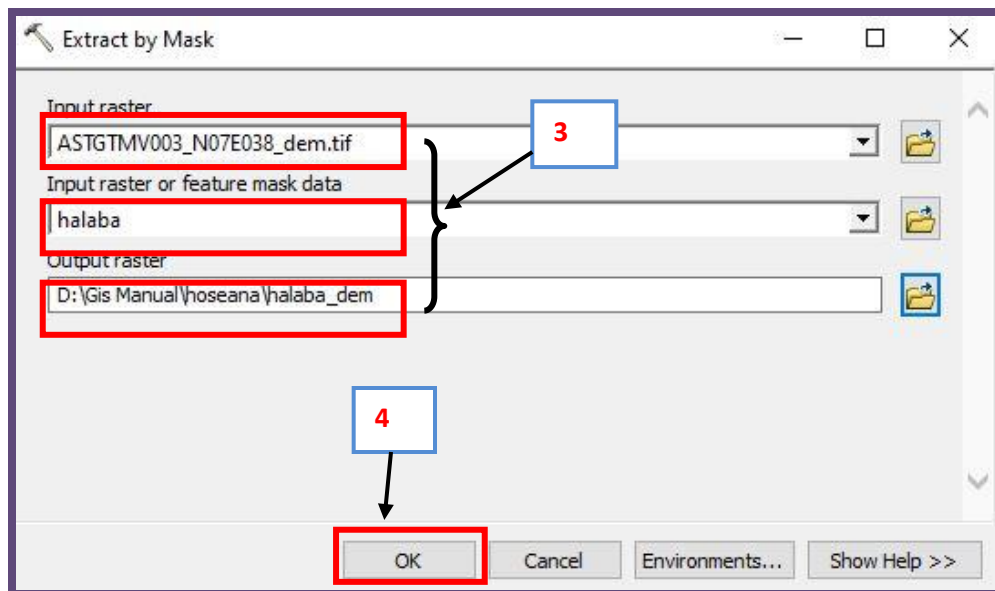 Extract by Mask
Input raster
3
ASTGTMV003_N07E038_dem.tif
Input raster or feature mask data
halaba
Output raster
D:\Gis Manual\hoseana\halaba_dem
4
OK Cancel Environments... Show Help >>